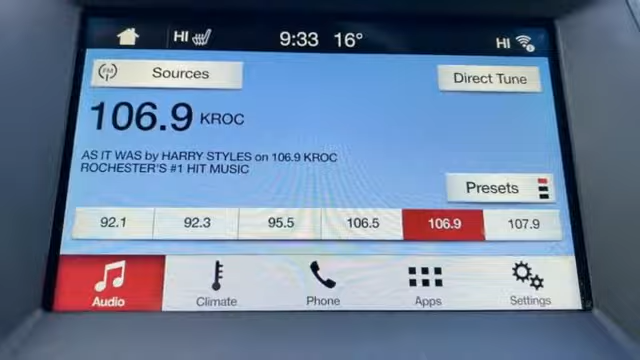 HI 9:33 16° HI
FM Sources
Direct Tune
106.9 KROC
AS IT WAS by HARRY STYLES on 106.9 KROC
ROCHESTER'S #1 HIT MUSIC
Presets
92.1 92.3 95.5 106.5 106.9 107.9
Audio Climate Phone Apps Settings